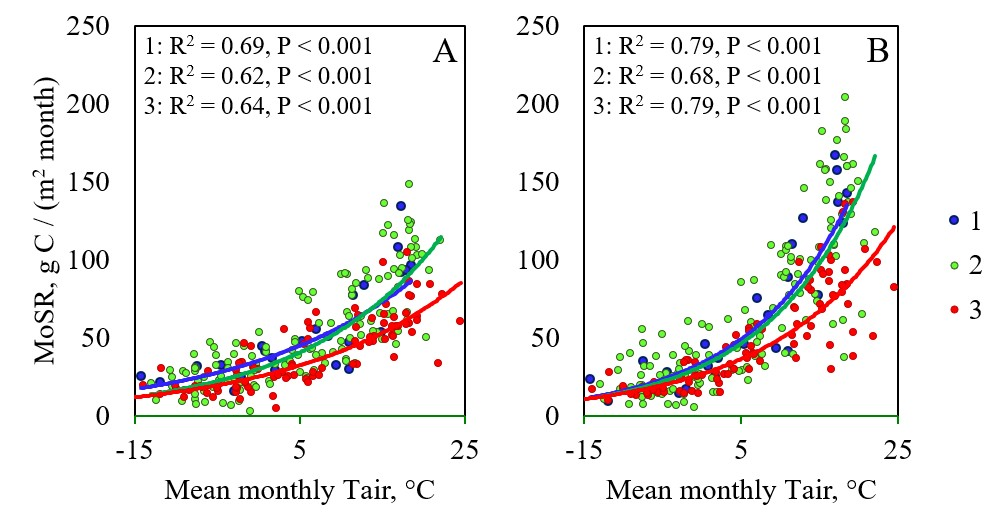 MoSR, g C / (m² month)
250
200
150
100
50
0
-15
5
25
1: R² = 0.69, P < 0.001
2: R² = 0.62, P < 0.001
3: R² = 0.64, P < 0.001
A
Mean monthly Tair, °C
250
200
150
100
50
0
-15
5
25
1: R² = 0.79, P < 0.001
2: R² = 0.68, P < 0.001
3: R² = 0.79, P < 0.001
B
Mean monthly Tair, °C
1
2
3